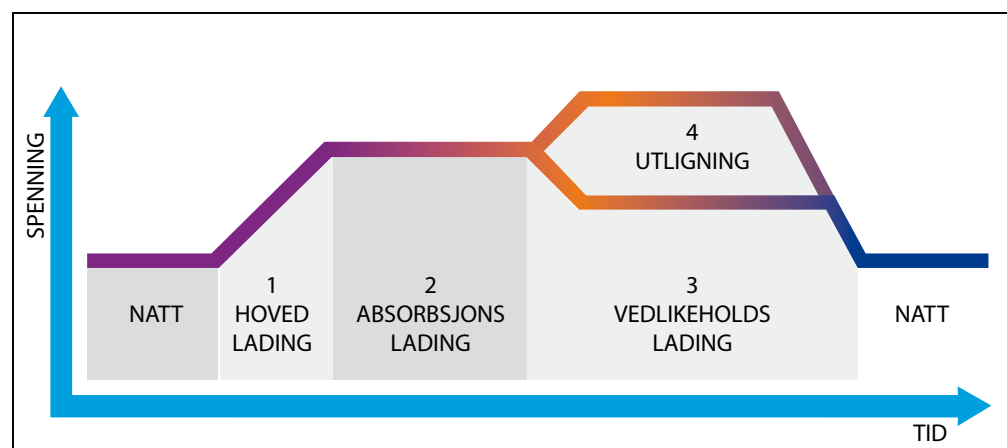 SPENNING
4
UTLIGNING
NATT
1
HOVED
LADING
2
ABSORBSJONS
LADING
3
VEDLIKEHOLDS
LADING
NATT
TID